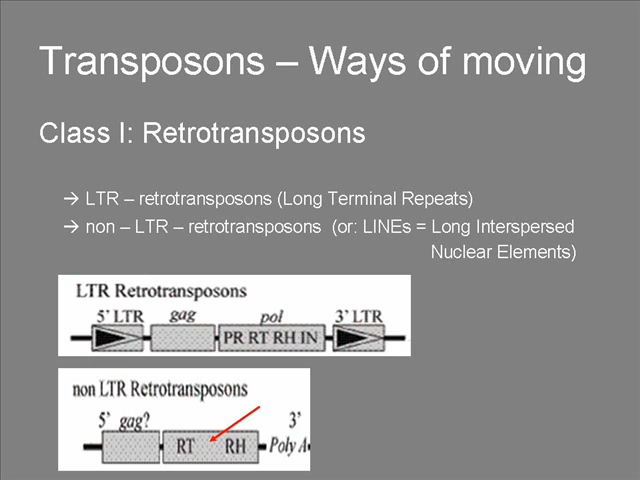 Transposons – Ways of moving
Class I: Retrotransposons
→ LTR – retrotransposons (Long Terminal Repeats)
→ non – LTR – retrotransposons (or: LINEs = Long Interspersed
Nuclear Elements)
LTR Retrotransposons
5' LTR gag pol 3' LTR
PR RT RH IN
non LTR Retrotransposons
5' gag? 3'
RT RH Poly A